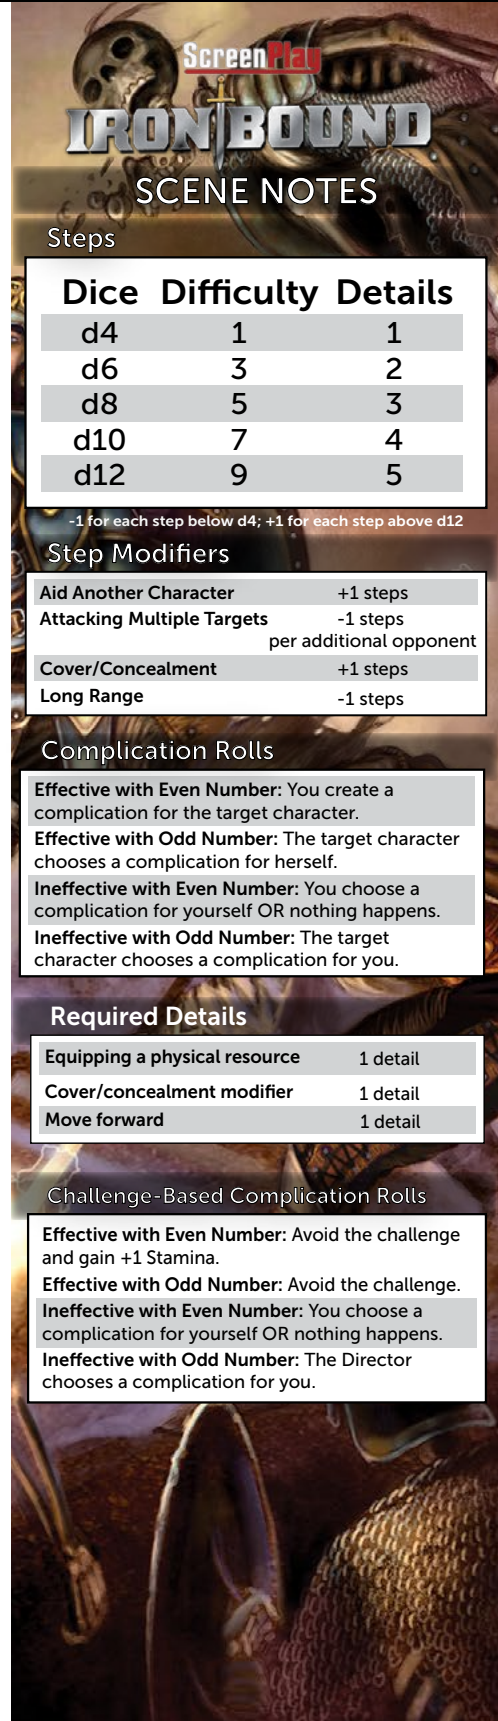 ScreenPlay
IRONBOUND
SCENE NOTES
Steps
Dice Difficulty Details
d4 1 1
d6 3 2
d8 5 3
d10 7 4
d12 9 5
-1 for each step below d4; +1 for each step above d12
Step Modifiers
Aid Another Character +1 steps
Attacking Multiple Targets -1 steps
per additional opponent
Cover/Concealment +1 steps
Long Range -1 steps
Complication Rolls
Effective with Even Number: You create a
complication for the target character.
Effective with Odd Number: The target character
chooses a complication for herself.
Ineffective with Even Number: You choose a
complication for yourself OR nothing happens.
Ineffective with Odd Number: The target
character chooses a complication for you.
Required Details
Equipping a physical resource 1 detail
Cover/concealment modifier 1 detail
Move forward 1 detail
Challenge-Based Complication Rolls
Effective with Even Number: Avoid the challenge
and gain +1 Stamina.
Effective with Odd Number: Avoid the challenge.
Ineffective with Even Number: You choose a
complication for yourself OR nothing happens.
Ineffective with Odd Number: The Director
chooses a complication for you.